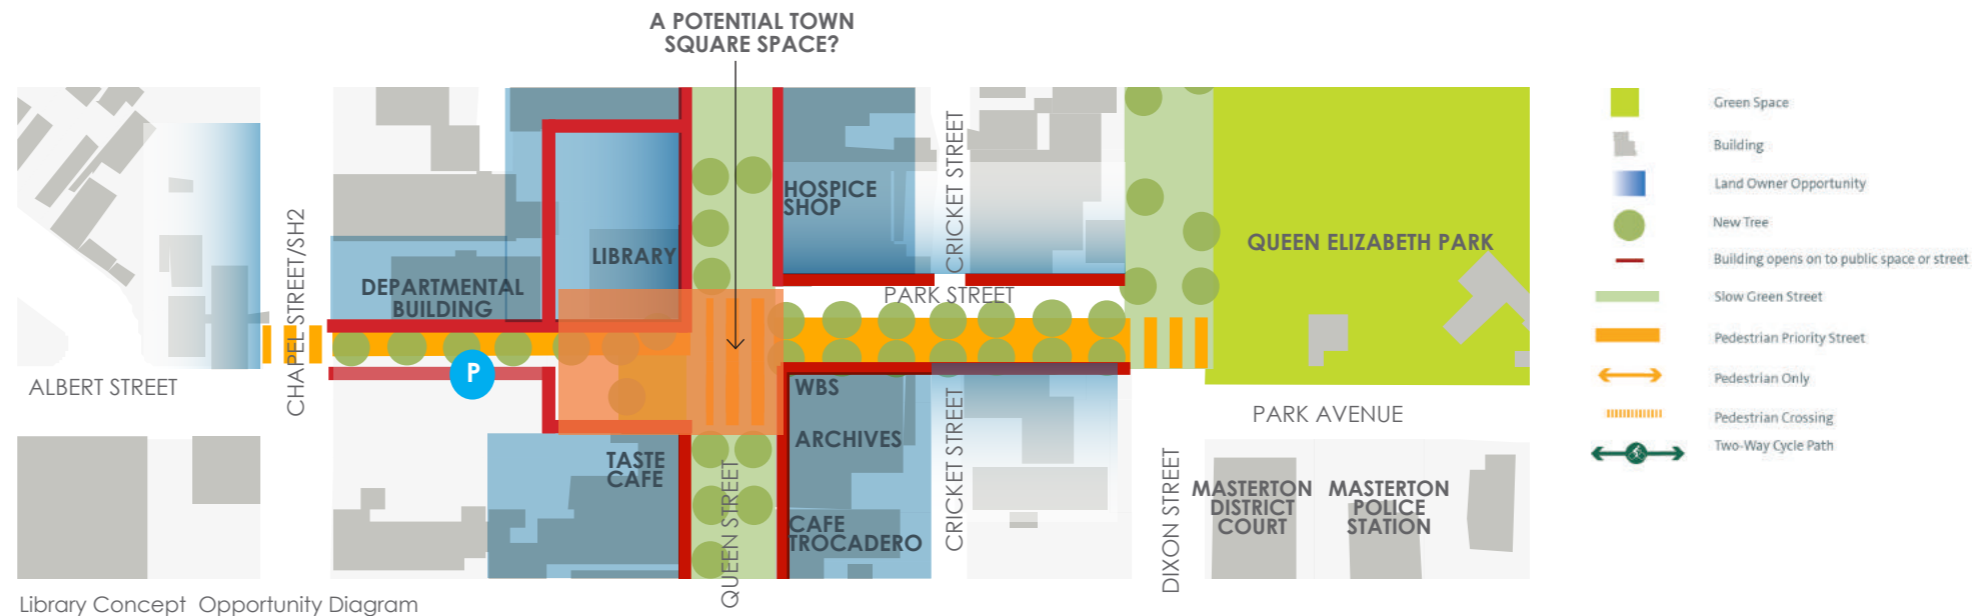 A POTENTIAL TOWN
SQUARE SPACE?
ALBERT STREET
CHAPEL STREET/SH2
DEPARTMENTAL
BUILDING
P
LIBRARY
TASTE
CAFE
QUEEN STREET
HOSPICE
SHOP
CRICKET STREET
PARK STREET
WBS
ARCHIVES
CAFE
TROCADERO
CRICKET STREET
QUEEN ELIZABETH PARK
PARK AVENUE
DIXON STREET
MASTERTON
DISTRICT
COURT
MASTERTON
POLICE
STATION
Green Space
Building
Land Owner Opportunity
New Tree
Building opens on to public space or street
Slow Green Street
Pedestrian Priority Street
Pedestrian Only
Pedestrian Crossing
Two-Way Cycle Path
Library Concept Opportunity Diagram